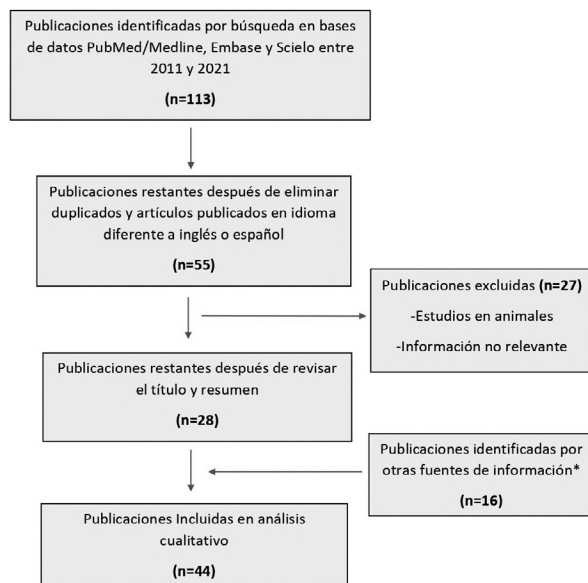 Publicaciones identificadas por búsqueda en bases
de datos PubMed/Medline, Embase y Scielo entre
2011 y 2021
(n=113)
Publicaciones restantes después de eliminar
duplicados y artículos publicados en idioma
diferente a inglés o español
(n=55)
Publicaciones excluidas (n=27)
-Estudios en animales
-Información no relevante
Publicaciones restantes después de revisar
el título y resumen
(n=28)
Publicaciones identificadas por
otras fuentes de información*
(n=16)
Publicaciones Incluidas en análisis
cualitativo
(n=44)